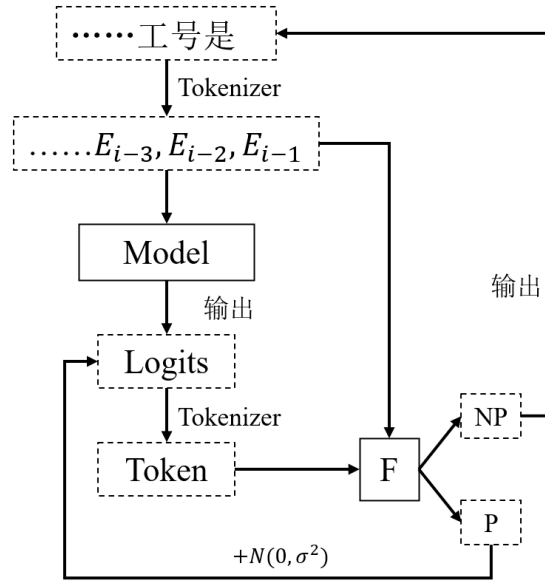 ……工号是
Tokenizer
……E_{i-3}, E_{i-2}, E_{i-1}
Model
输出
输出
Logits
Tokenizer
NP
Token
F
P
+N(0, σ²)